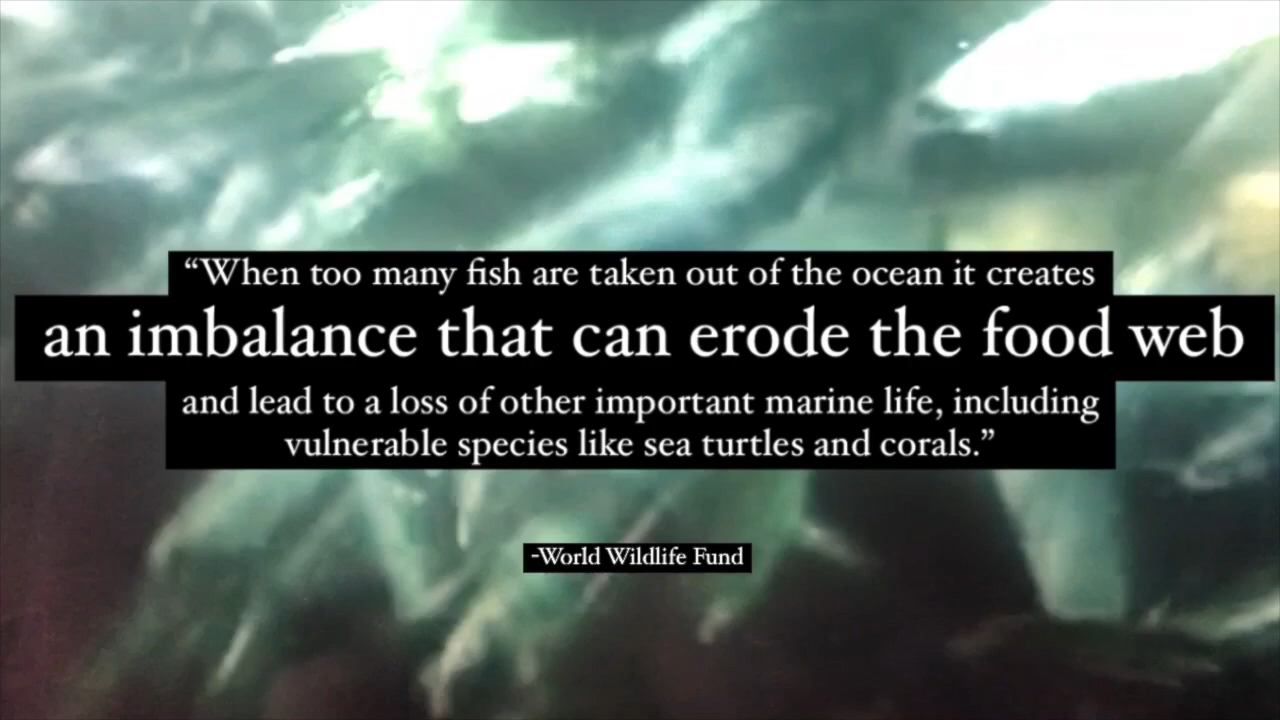 “When too many fish are taken out of the ocean it creates
an imbalance that can erode the food web
and lead to a loss of other important marine life, including
vulnerable species like sea turtles and corals.”
-World Wildlife Fund